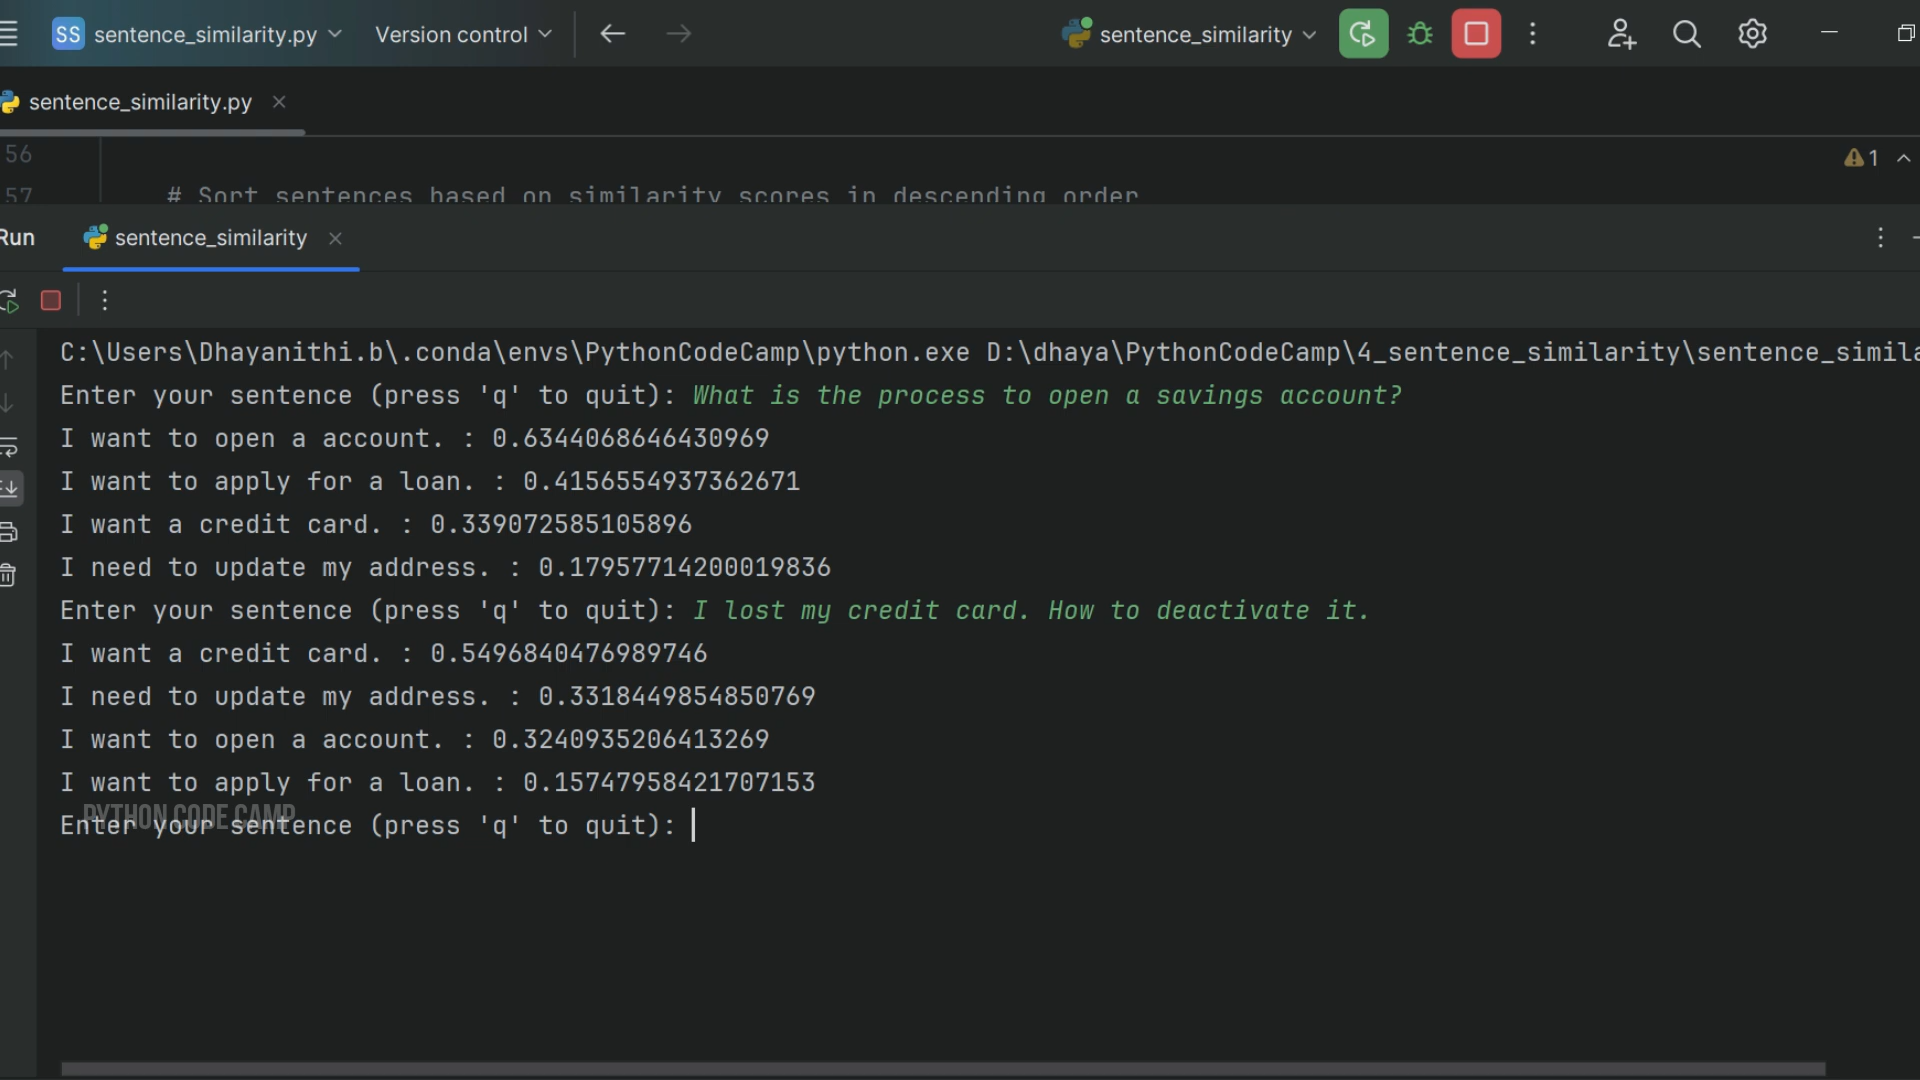 SS sentence_similarity.py Version control sentence_similarity
sentence_similarity.py
56 1
57 # Sort sentences based on similarity scores in descending order
Run sentence_similarity
C:\Users\Dhayanithi.b\.conda\envs\PythonCodeCamp\python.exe D:\dhaya\PythonCodeCamp\4_sentence_similarity\sentence_simila
Enter your sentence (press 'q' to quit): What is the process to open a savings account?
I want to open a account. : 0.6344068646430969
I want to apply for a loan. : 0.4156554937362671
I want a credit card. : 0.339072585105896
I need to update my address. : 0.17957714200019836
Enter your sentence (press 'q' to quit): I lost my credit card. How to deactivate it.
I want a credit card. : 0.5496840476989746
I need to update my address. : 0.3318449854850769
I want to open a account. : 0.3240935206413269
I want to apply for a loan. : 0.15747958421707153
PYTHON CODE CAMP
Enter your sentence (press 'q' to quit):